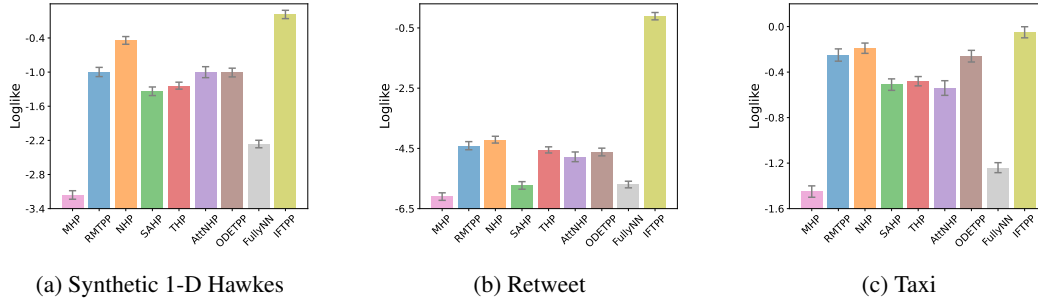 Loglike
-0.4
-1.0
-1.6
-2.2
-2.8
-3.4
MHP
RMTPP
NHP
SAHP
THP
AttNHP
ODETPP
FullyNN
IFTPP
(a) Synthetic 1-D Hawkes
Loglike
-0.5
-2.5
-4.5
-6.5
MHP
RMTPP
NHP
SAHP
THP
AttNHP
ODETPP
FullyNN
IFTPP
(b) Retweet
Loglike
0.0
-0.4
-0.8
-1.2
-1.6
MHP
RMTPP
NHP
SAHP
THP
AttNHP
ODETPP
FullyNN
IFTPP
(c) Taxi